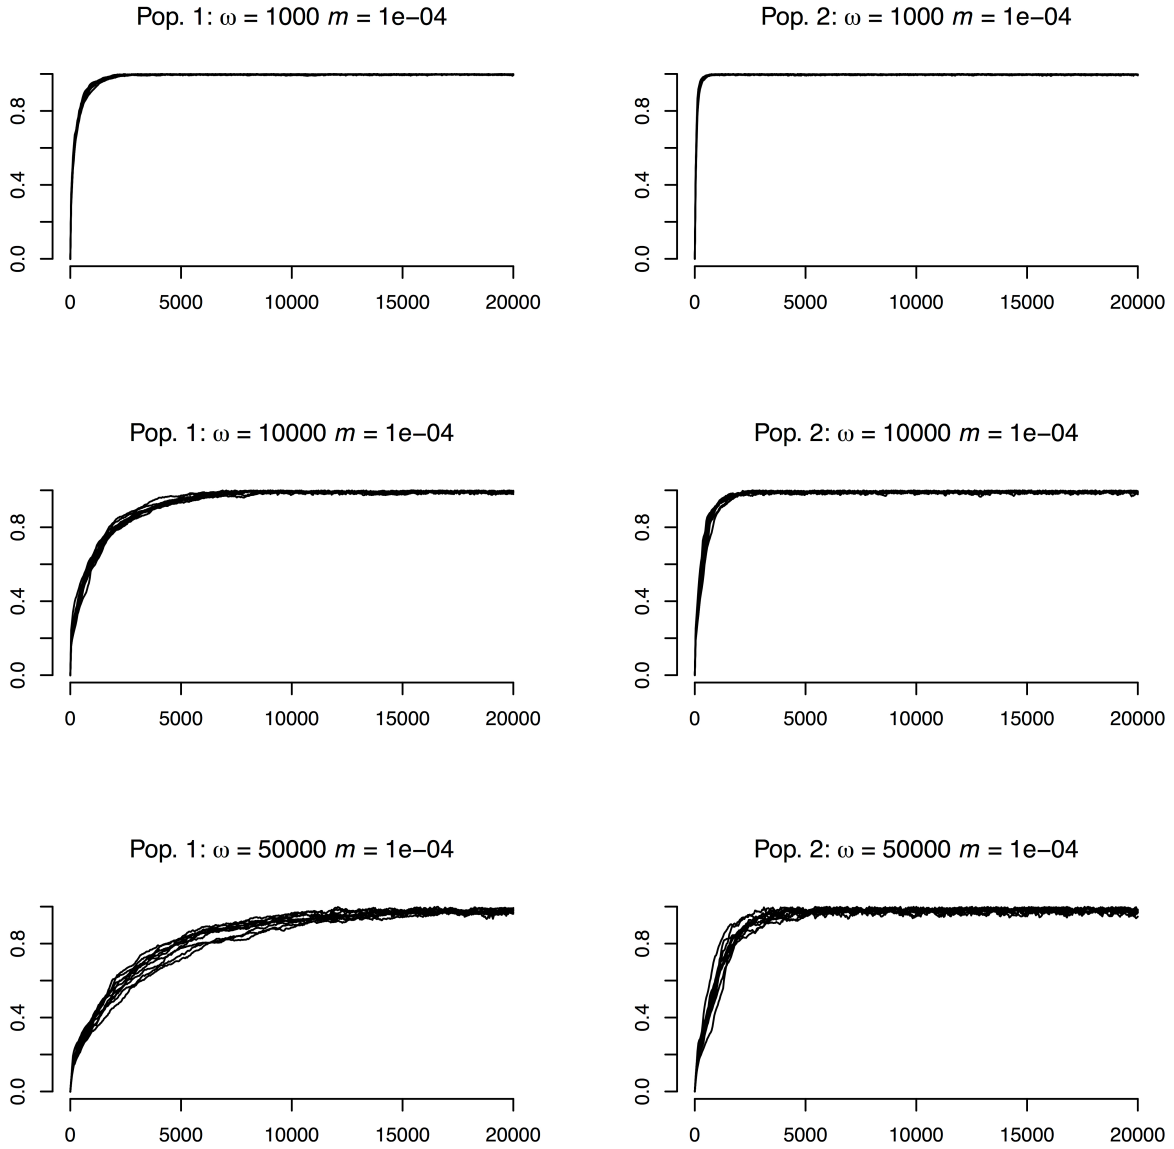 Pop. 1: ω = 1000 m = 1e−04
0.0 0.4 0.8
0 5000 10000 15000 20000
Pop. 2: ω = 1000 m = 1e−04
0.0 0.4 0.8
0 5000 10000 15000 20000
Pop. 1: ω = 10000 m = 1e−04
0.0 0.4 0.8
0 5000 10000 15000 20000
Pop. 2: ω = 10000 m = 1e−04
0.0 0.4 0.8
0 5000 10000 15000 20000
Pop. 1: ω = 50000 m = 1e−04
0.0 0.4 0.8
0 5000 10000 15000 20000
Pop. 2: ω = 50000 m = 1e−04
0.0 0.4 0.8
0 5000 10000 15000 20000